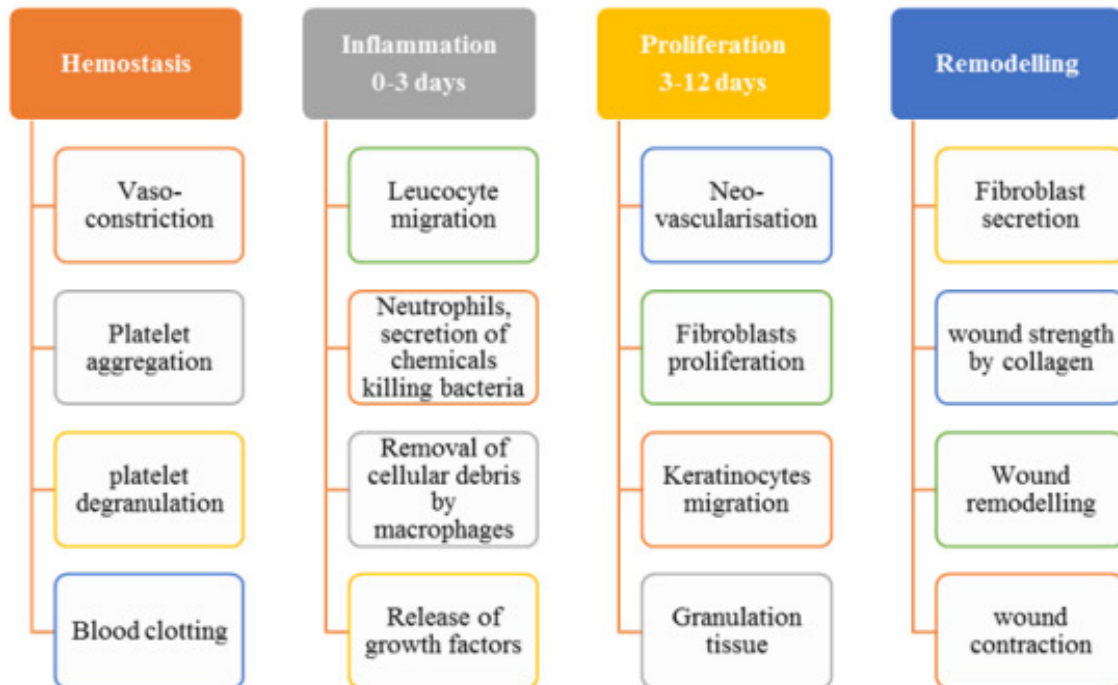 Hemostasis
Vaso-
constriction
Platelet
aggregation
platelet
degranulation
Blood clotting
Inflammation
0-3 days
Leucocyte
migration
Neutrophils,
secretion of
chemicals
killing bacteria
Removal of
cellular debris
by
macrophages
Release of
growth factors
Proliferation
3-12 days
Neo-
vascularisation
Fibroblasts
proliferation
Keratinocytes
migration
Granulation
tissue
Remodelling
Fibroblast
secretion
wound strength
by collagen
Wound
remodelling
wound
contraction